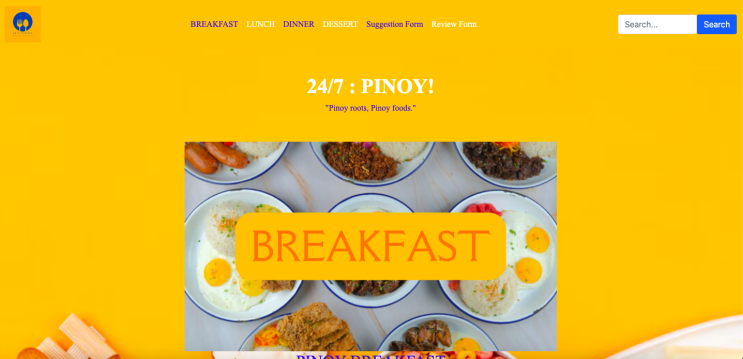 BREAKFAST LUNCH DINNER DESSERT Suggestion Form Review Form
Search... Search
24/7 : PINOY!
"Pinoy roots, Pinoy foods."
BREAKFAST
PINOY BREAKFAST